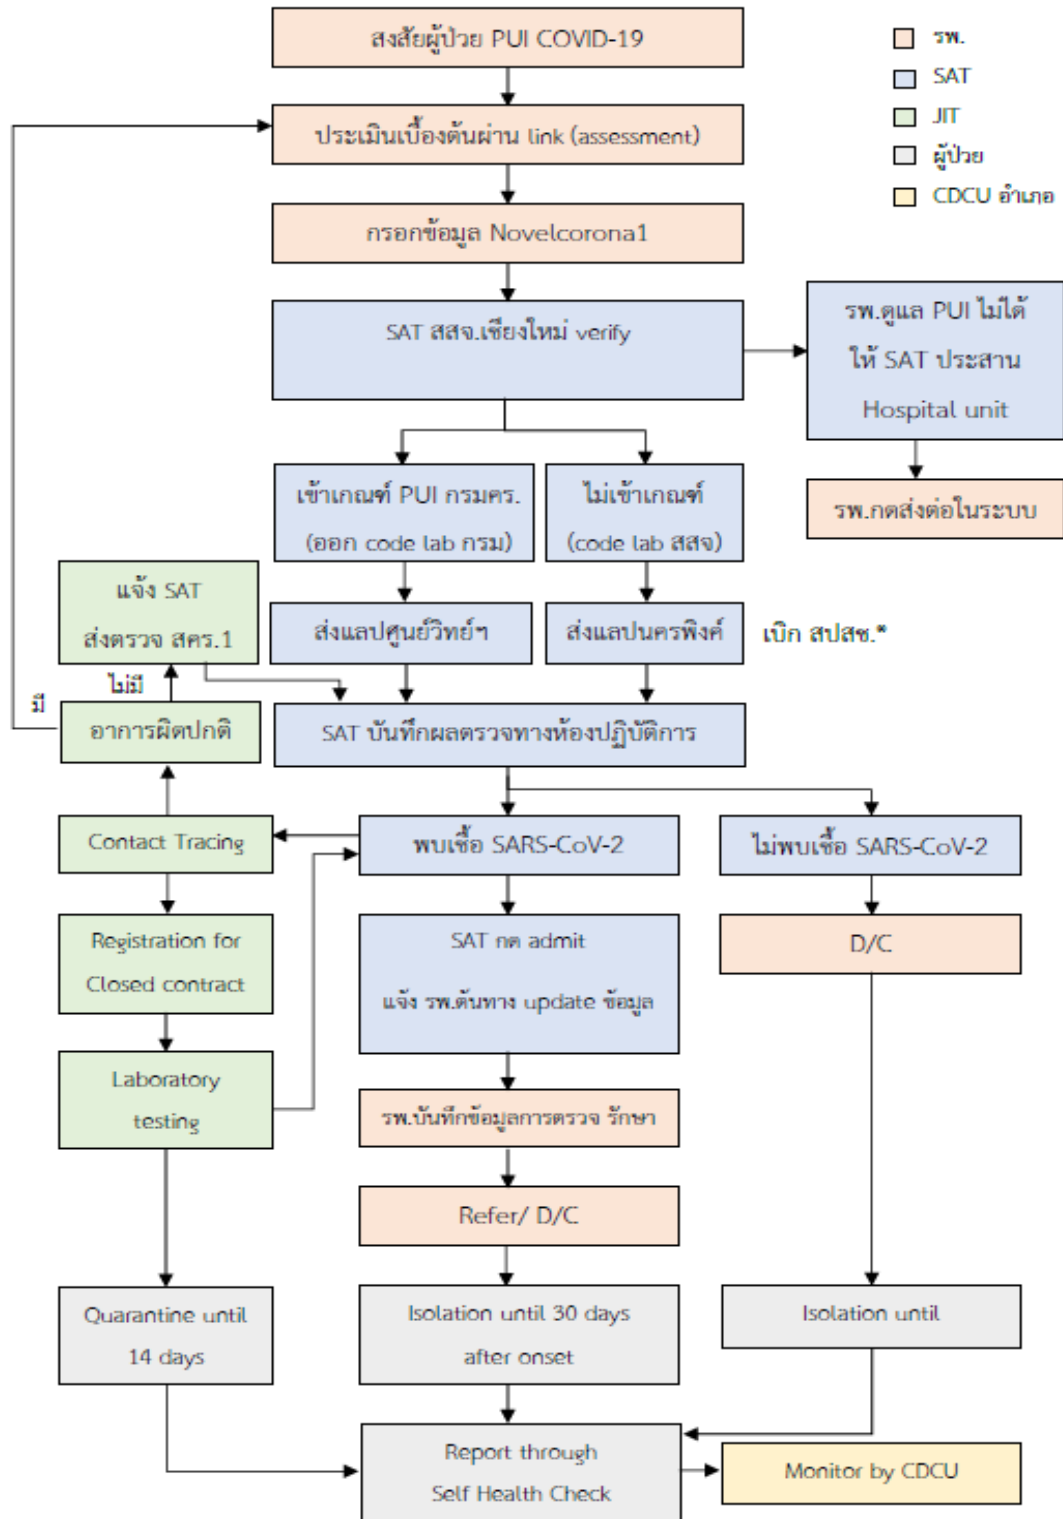 สงสัยผู้ป่วย PUI COVID-19
รพ.
SAT
JIT
ผู้ป่วย
CDCU อำเภอ
ประเมินเบื้องต้นผ่าน link (assessment)
กรอกข้อมูล Novelcorona1
SAT สสจ.เชียงใหม่ verify
รพ.ดูแล PUI ไม่ได้
ให้ SAT ประสาน
Hospital unit
รพ.กดส่งต่อในระบบ
เข้าเกณฑ์ PUI กรมคร.
(ออก code lab กรม)
ไม่เข้าเกณฑ์
(code lab สสจ)
แจ้ง SAT
ส่งตรวจ สคร.1
ส่งแลปศูนย์วิทย์ฯ
ส่งแลปนครพิงค์
เบิก สปสช.*
มี
ไม่มี
อาการผิดปกติ
SAT บันทึกผลตรวจทางห้องปฏิบัติการ
Contact Tracing
พบเชื้อ SARS-CoV-2
ไม่พบเชื้อ SARS-CoV-2
Registration for
Closed contract
SAT กด admit
แจ้ง รพ.ต้นทาง update ข้อมูล
D/C
Laboratory
testing
รพ.บันทึกข้อมูลการตรวจ รักษา
Refer/ D/C
Quarantine until
14 days
Isolation until 30 days
after onset
Isolation until
Report through
Self Health Check
Monitor by CDCU